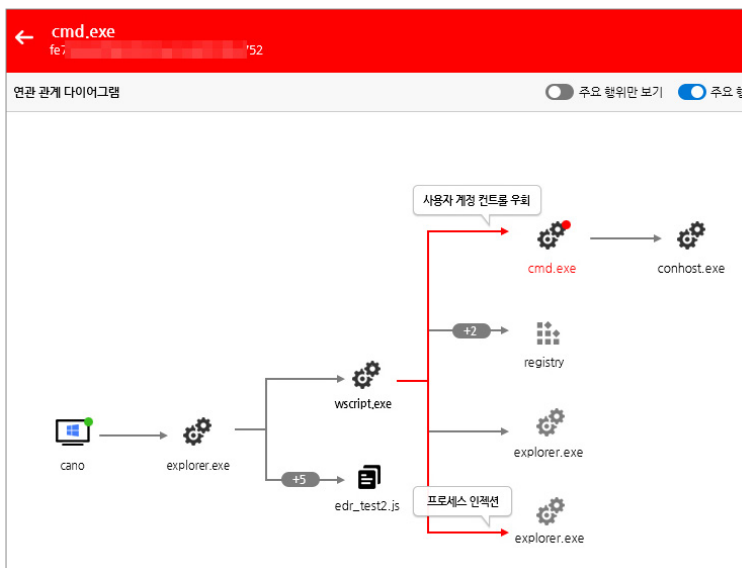 cmd.exe
fe7 752
연관 관계 다이어그램
주요 행위만 보기
주요 행
사용자 계정 컨트롤 우회
cmd.exe
conhost.exe
+2
registry
wscript.exe
cano
explorer.exe
explorer.exe
+5
edr_test2.js
프로세스 인젝션
explorer.exe